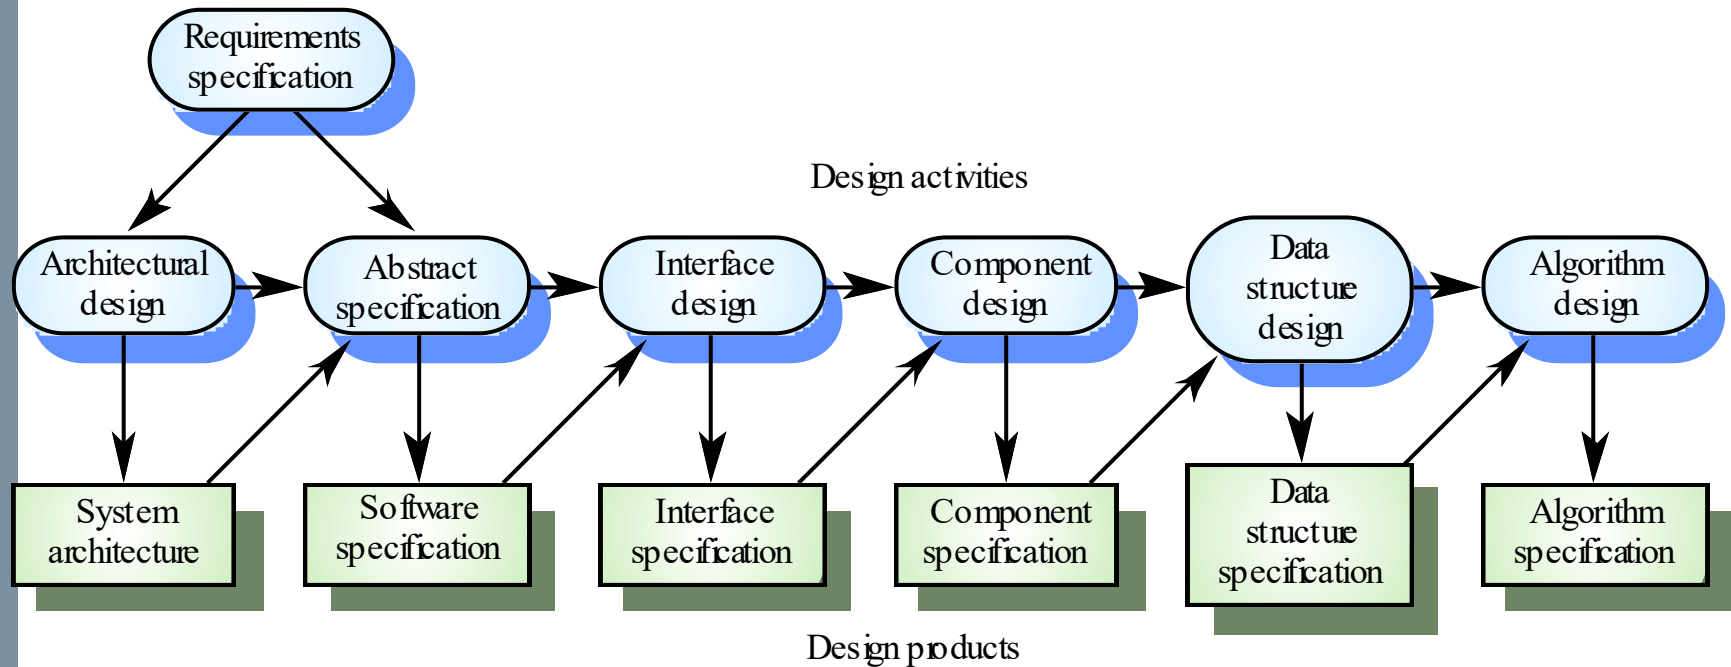 Requirements
specification
Design activities
Architectural
design
Abstract
specification
Interface
design
Component
design
Data
structure
design
Algorithm
design
System
architecture
Software
specification
Interface
specification
Component
specification
Data
structure
specification
Algorithm
specification
Design products